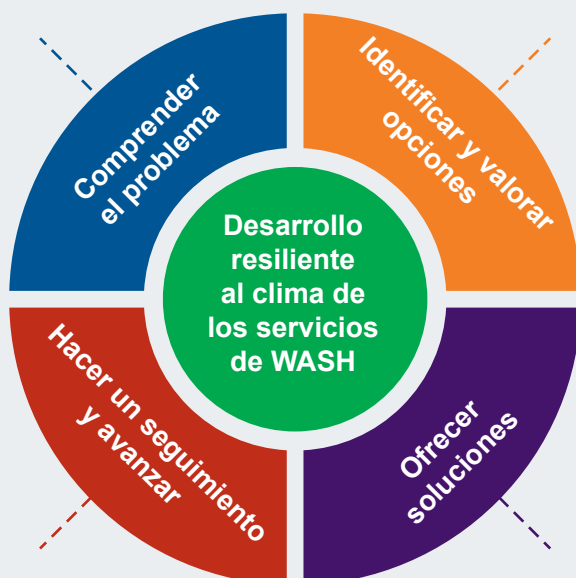 Comprender
el problema
Identificar y valorar
opciones
Desarrollo
resiliente
al clima de
los servicios
de WASH
Hacer un seguimiento
y avanzar
Ofrecer
soluciones